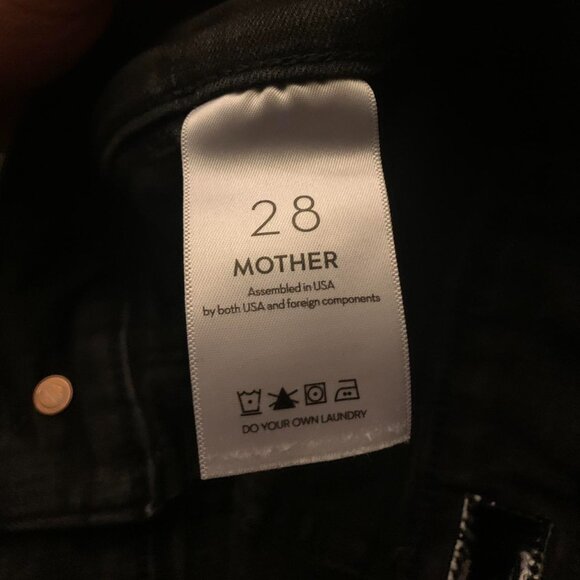 28
MOTHER
Assembled in USA
by both USA and foreign components
DO YOUR OWN LAUNDRY